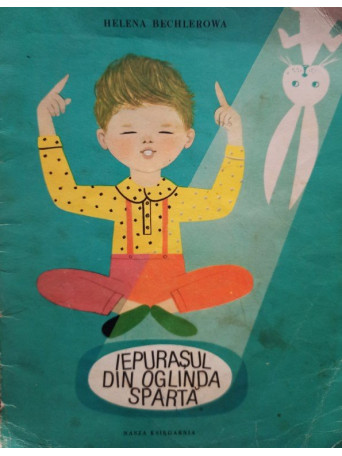 HELENA BECHLEROWA
IEPURAȘUL
DIN OGLINDA
SPARTĂ
NASZA KSIĘGARNIA